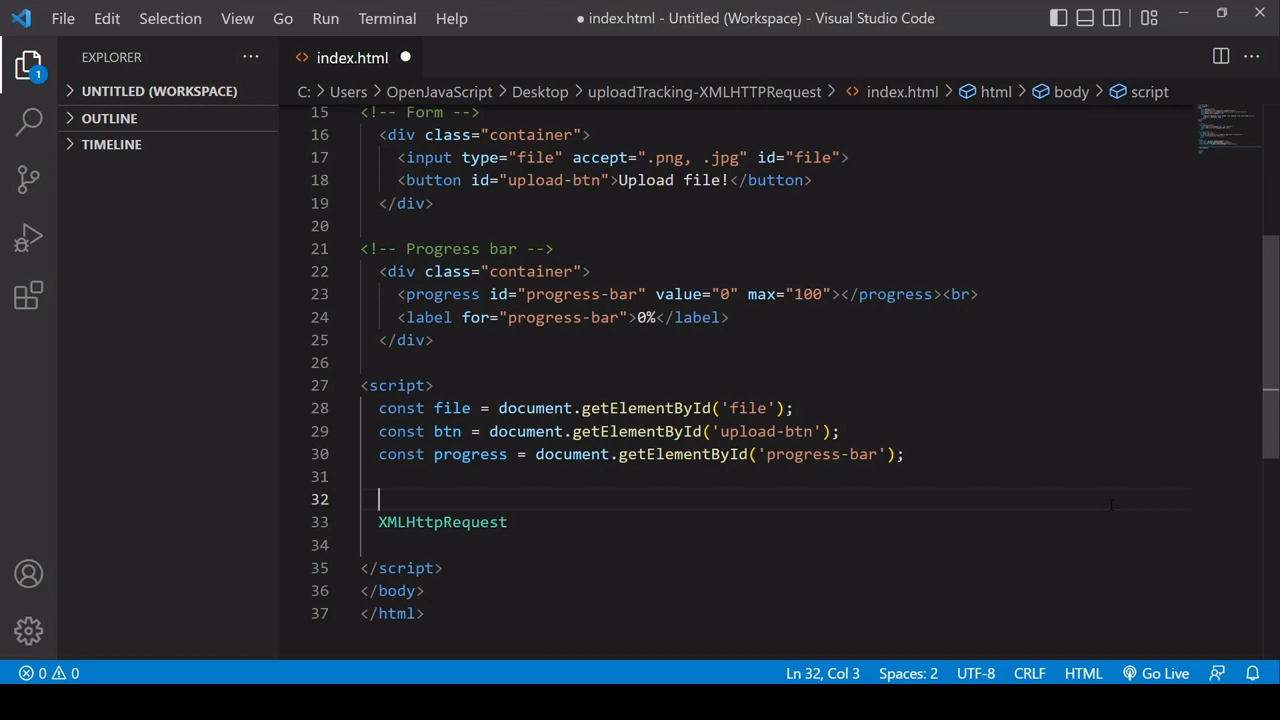 File Edit Selection View Go Run Terminal Help ● index.html - Untitled (Workspace) - Visual Studio Code
EXPLORER ···
index.html
1
UNTITLED (WORKSPACE)
OUTLINE
TIMELINE
C: > Users > OpenJavaScript > Desktop > uploadTracking-XMLHTTPRequest > index.html > html > body > script
15 <!-- Form -->
16 <div class="container">
17 <input type="file" accept=".png, .jpg" id="file">
18 <button id="upload-btn">Upload file!</button>
19 </div>
20
21 <!-- Progress bar -->
22 <div class="container">
23 <progress id="progress-bar" value="0" max="100"></progress><br>
24 <label for="progress-bar">0%</label>
25 </div>
26
27 <script>
28 const file = document.getElementById('file');
29 const btn = document.getElementById('upload-btn');
30 const progress = document.getElementById('progress-bar');
31
32
33 XMLHttpRequest
34
35 </script>
36 </body>
37 </html>
0 0 Ln 32, Col 3 Spaces: 2 UTF-8 CRLF HTML Go Live